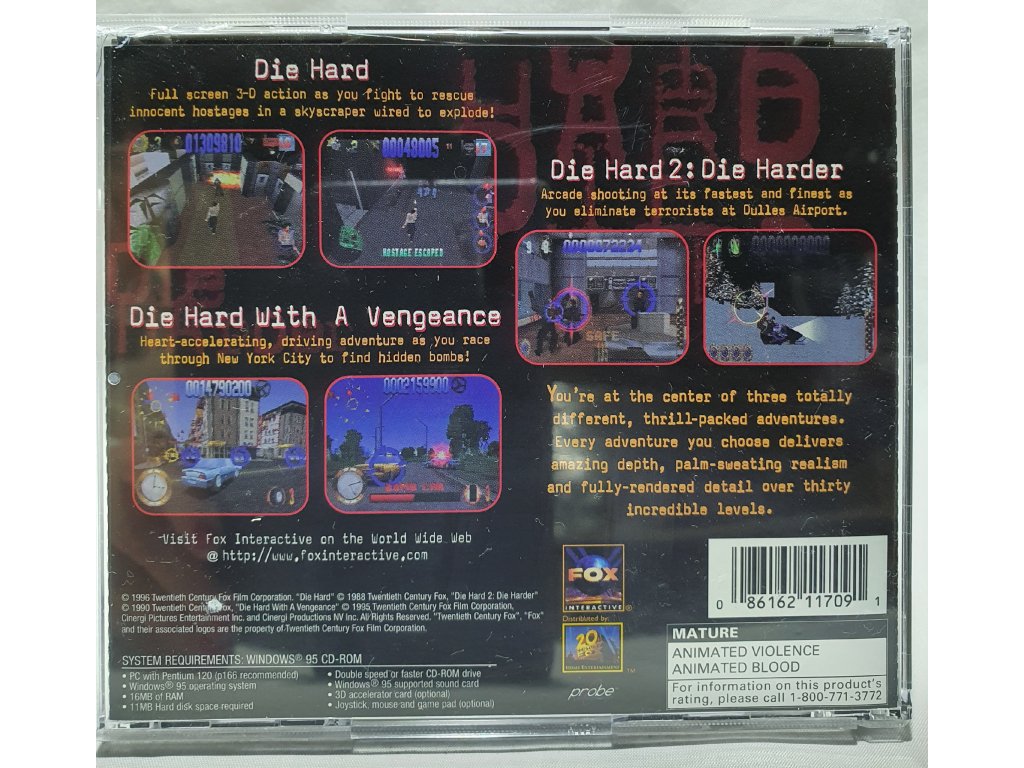 Die Hard
Full screen 3-D action as you fight to rescue
innocent hostages in a skyscraper wired to explode!
01309810
00049005
HOSTAGE ESCAPED
Die Hard 2: Die Harder
Arcade shooting at its fastest and finest as
you eliminate terrorists at Dulles Airport.
SAFE
Die Hard With A Vengeance
Heart-accelerating, driving adventure as you race
through New York City to find hidden bombs!
0014790200
0002159900
You're at the center of three totally
different, thrill-packed adventures.
Every adventure you choose delivers
amazing depth, palm-sweating realism
and fully-rendered detail over thirty
incredible levels.
Visit Fox Interactive on the World Wide Web
@ http://www.foxinteractive.com
© 1996 Twentieth Century Fox Film Corporation. "Die Hard" © 1988 Twentieth Century Fox, "Die Hard 2: Die Harder"
© 1990 Twentieth Century Fox, "Die Hard With A Vengeance" © 1995 Twentieth Century Fox Film Corporation,
Cinergi Pictures Entertainment Inc. and Cinergi Productions NV Inc. All Rights Reserved. "Twentieth Century Fox", "Fox"
and their associated logos are the property of Twentieth Century Fox Film Corporation.
SYSTEM REQUIREMENTS: WINDOWS® 95 CD-ROM
• PC with Pentium 120 (p166 recommended)
• Windows® 95 operating system
• 16MB of RAM
• 11MB Hard disk space required
• Double speed or faster CD-ROM drive
• Windows® 95 supported sound card
• 3D accelerator card (optional)
• Joystick, mouse and game pad (optional)
FOX
INTERACTIVE®
Distributed by:
20
HOME ENTERTAINMENT
TM
probe
0 86162 11709 1
MATURE
ANIMATED VIOLENCE
ANIMATED BLOOD
For information on this product's
rating, please call 1-800-771-3772